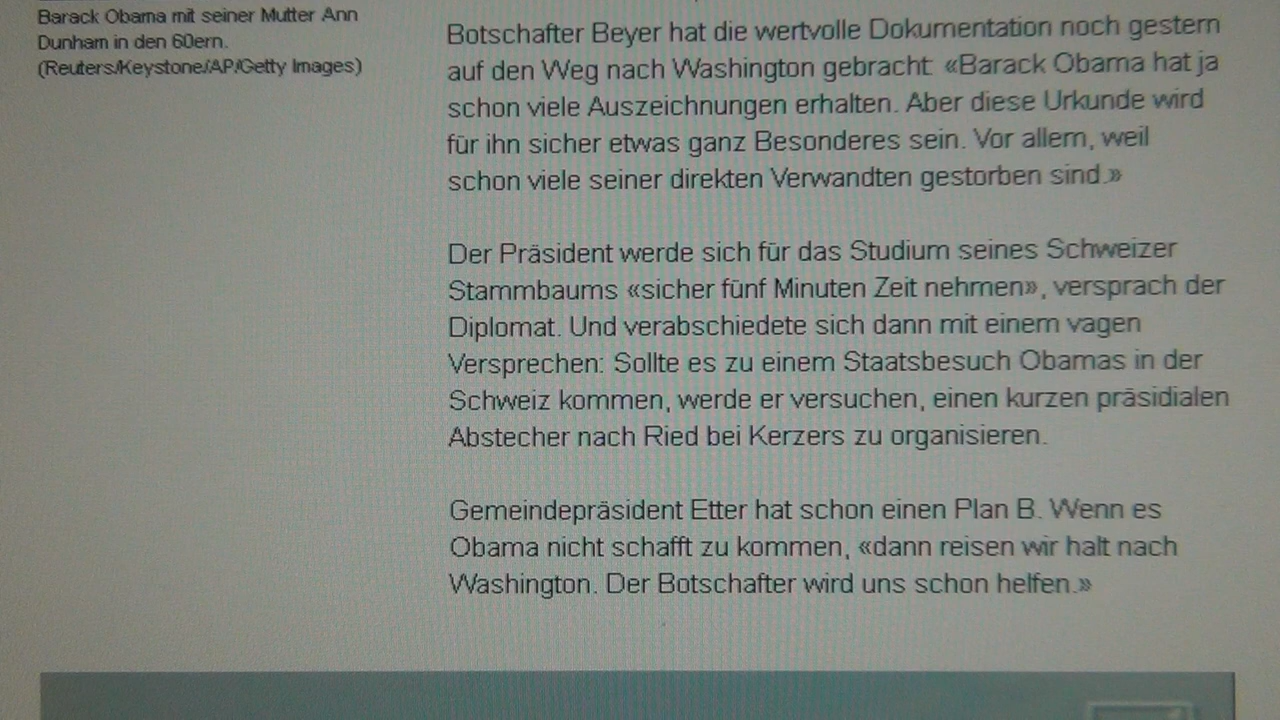 Barack Obama mit seiner Mutter Ann
Dunham in den 60ern.
(Reuters/Keystone/AP/Getty Images)
Botschafter Beyer hat die wertvolle Dokumentation noch gestern
auf den Weg nach Washington gebracht: «Barack Obama hat ja
schon viele Auszeichnungen erhalten. Aber diese Urkunde wird
für ihn sicher etwas ganz Besonderes sein. Vor allem, weil
schon viele seiner direkten Verwandten gestorben sind.»
Der Präsident werde sich für das Studium seines Schweizer
Stammbaums «sicher fünf Minuten Zeit nehmen», versprach der
Diplomat. Und verabschiedete sich dann mit einem vagen
Versprechen: Sollte es zu einem Staatsbesuch Obamas in der
Schweiz kommen, werde er versuchen, einen kurzen präsidialen
Abstecher nach Ried bei Kerzers zu organisieren.
Gemeindepräsident Etter hat schon einen Plan B. Wenn es
Obama nicht schafft zu kommen, «dann reisen wir halt nach
Washington. Der Botschafter wird uns schon helfen.»